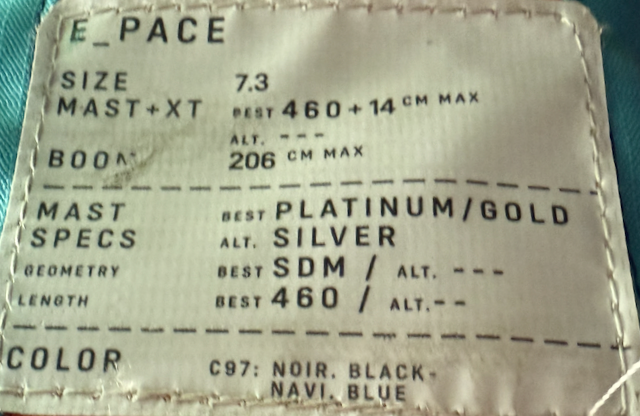 E_PACE
SIZE 7.3
MAST+XT BEST 460+14 CM MAX
ALT. ---
BOOM 206 CM MAX
MAST BEST PLATINUM/GOLD
SPECS ALT. SILVER
GEOMETRY BEST SDM / ALT. ---
LENGTH BEST 460 / ALT.--
COLOR C97: NOIR. BLACK-
NAVI. BLUE